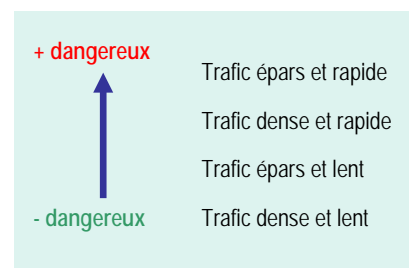 + dangereux
Trafic épars et rapide
Trafic dense et rapide
Trafic épars et lent
- dangereux
Trafic dense et lent